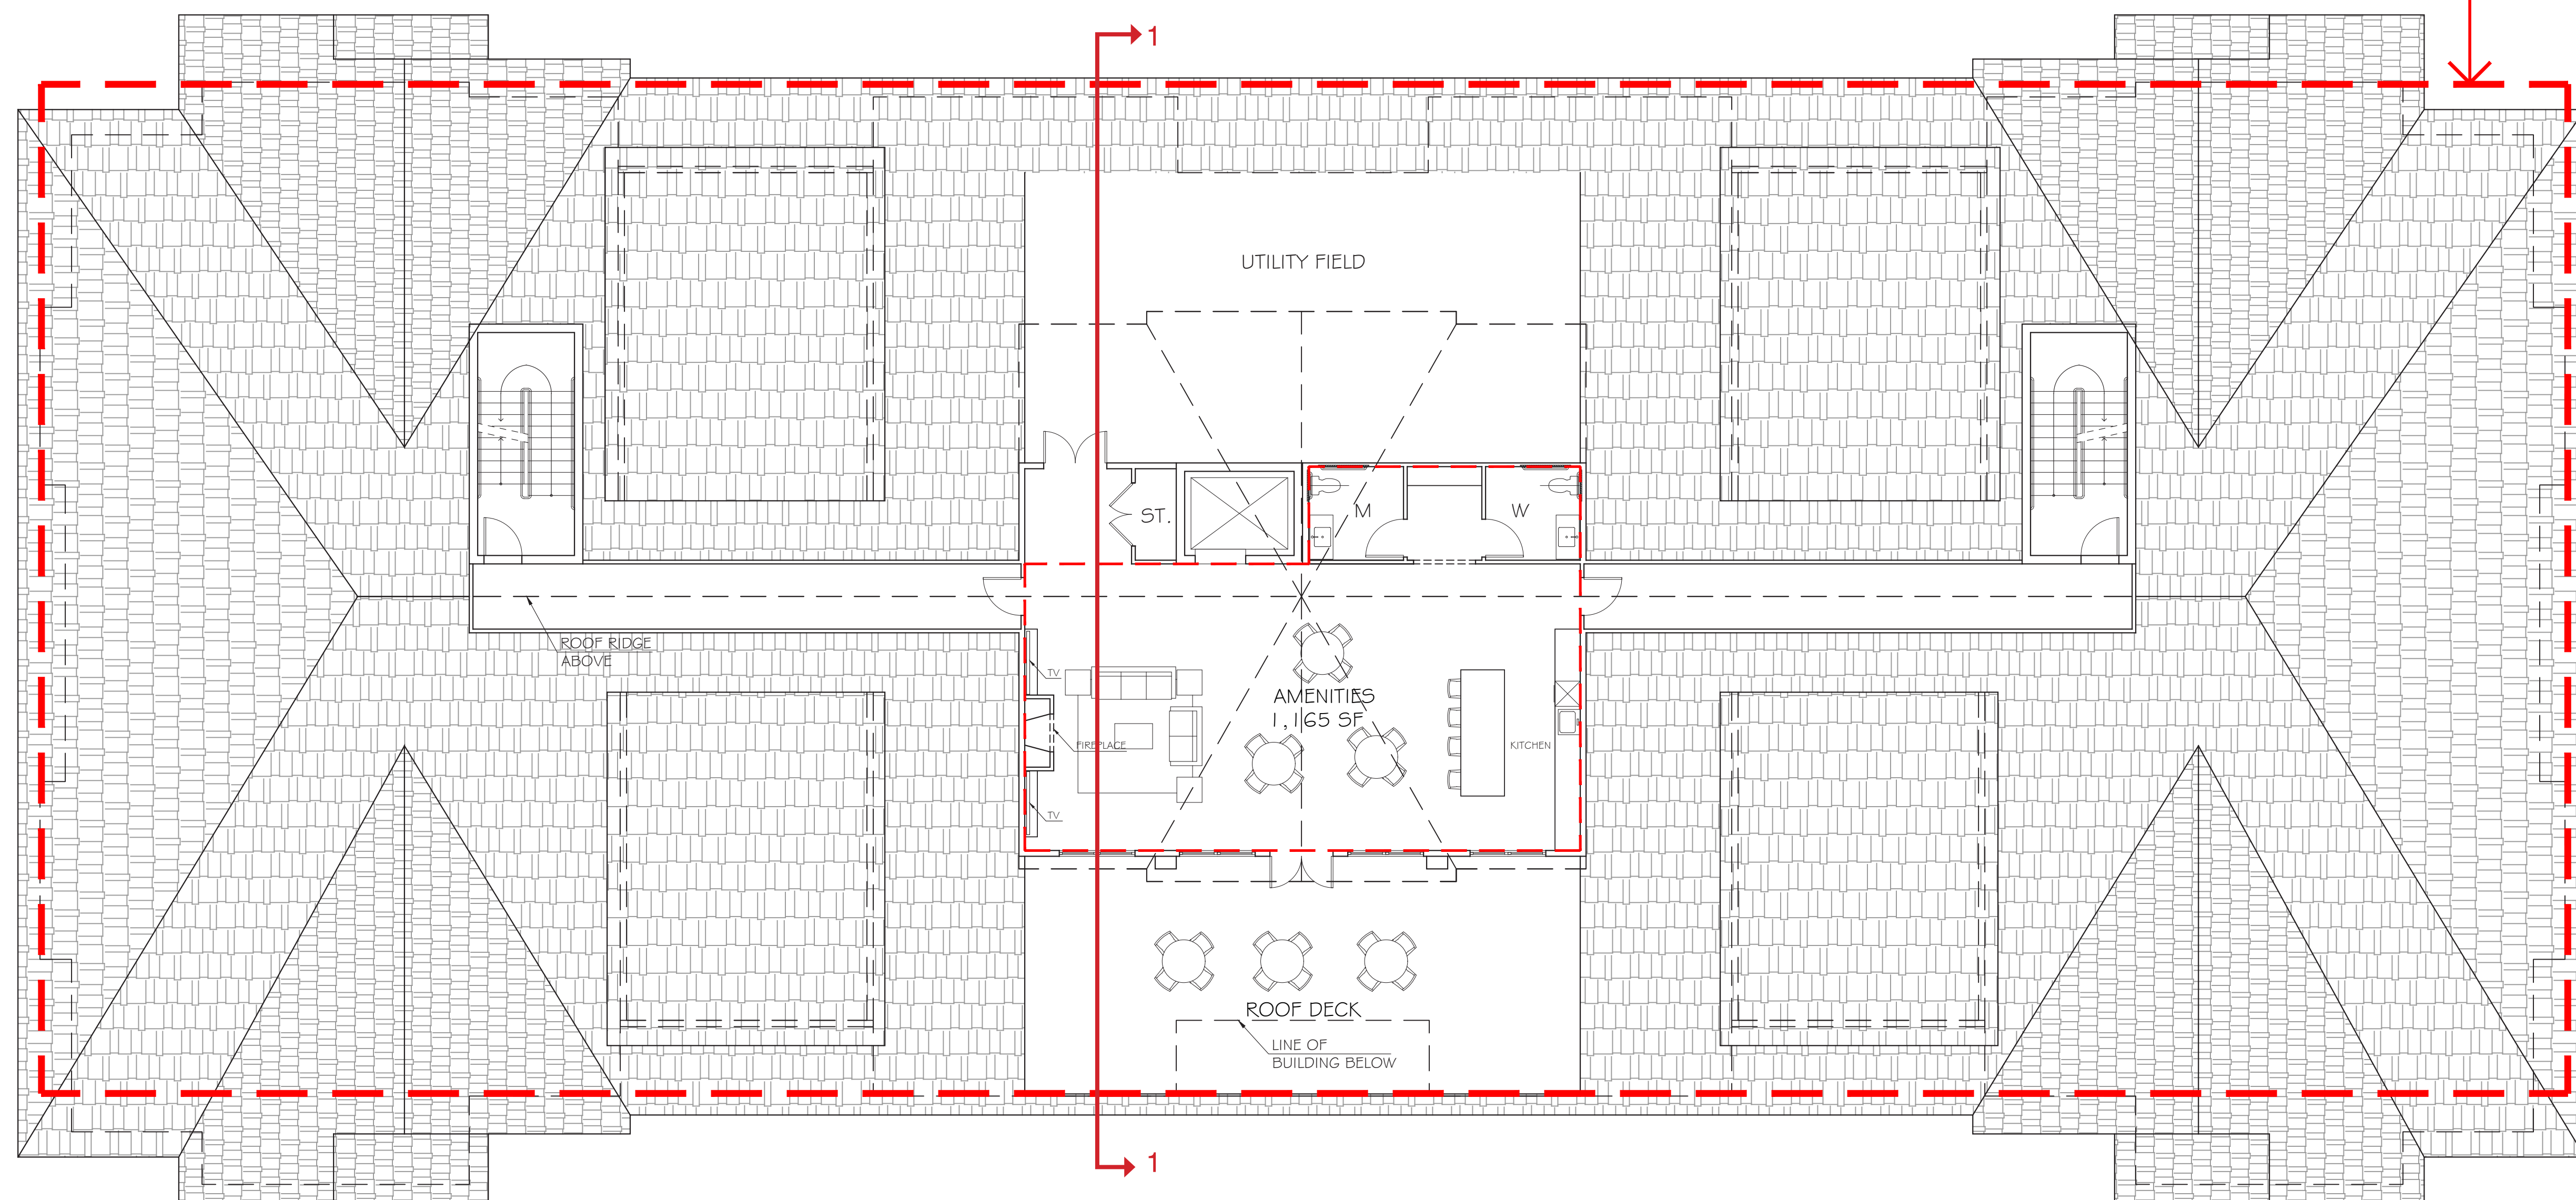 1
UTILITY FIELD
ST.
M
W
ROOF RIDGE
ABOVE
TV
AMENITIES
1,165 SF
FIREPLACE
KITCHEN
TV
ROOF DECK
LINE OF
BUILDING BELOW
1